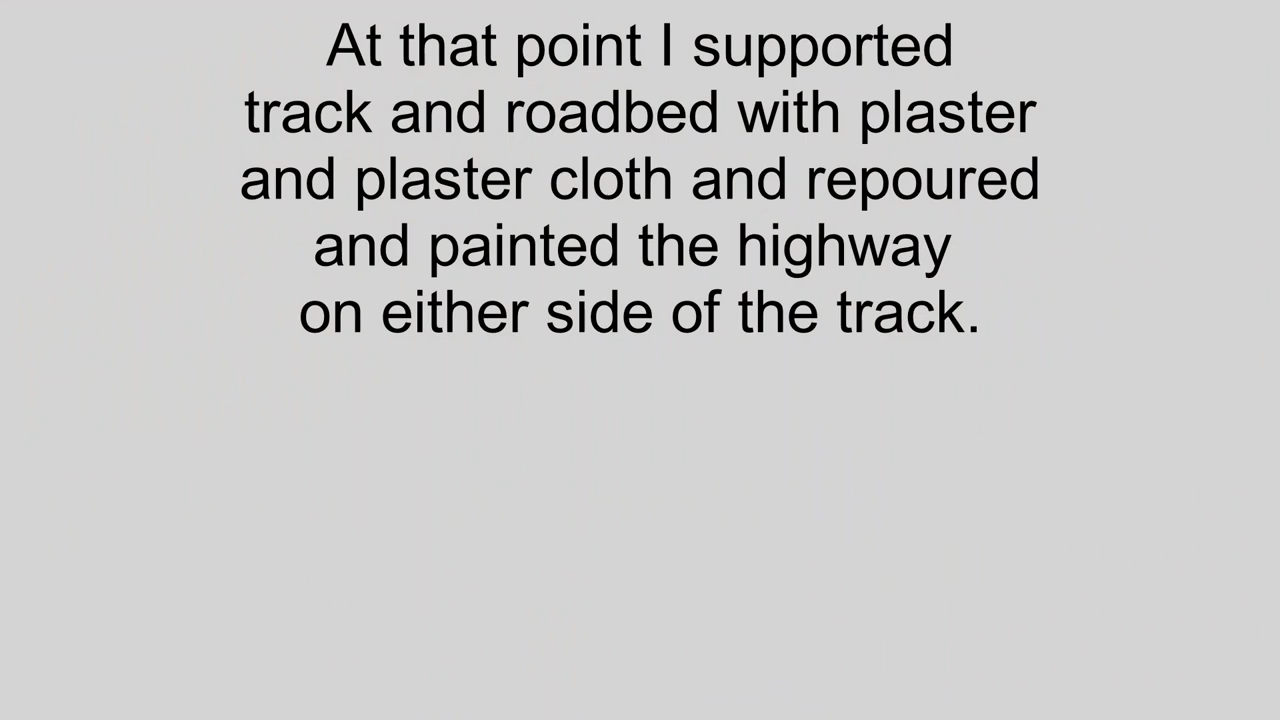 At that point I supported
track and roadbed with plaster
and plaster cloth and repoured
and painted the highway
on either side of the track.